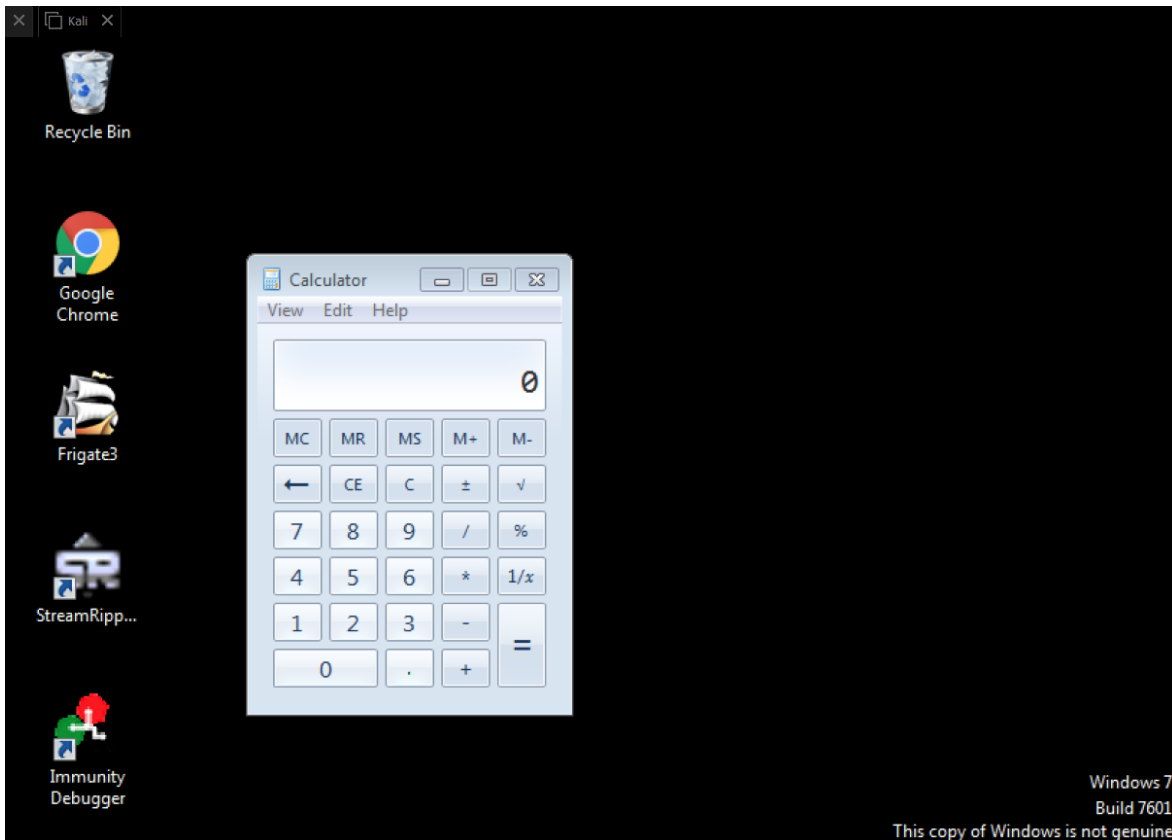 Kali
Recycle Bin
Google
Chrome
Frigate3
StreamRipp...
Immunity
Debugger
Calculator
View Edit Help
0
MC MR MS M+ M-
← CE C ± √
7 8 9 / %
4 5 6 * 1/x
1 2 3 - =
0 . +
Windows 7
Build 7601
This copy of Windows is not genuine